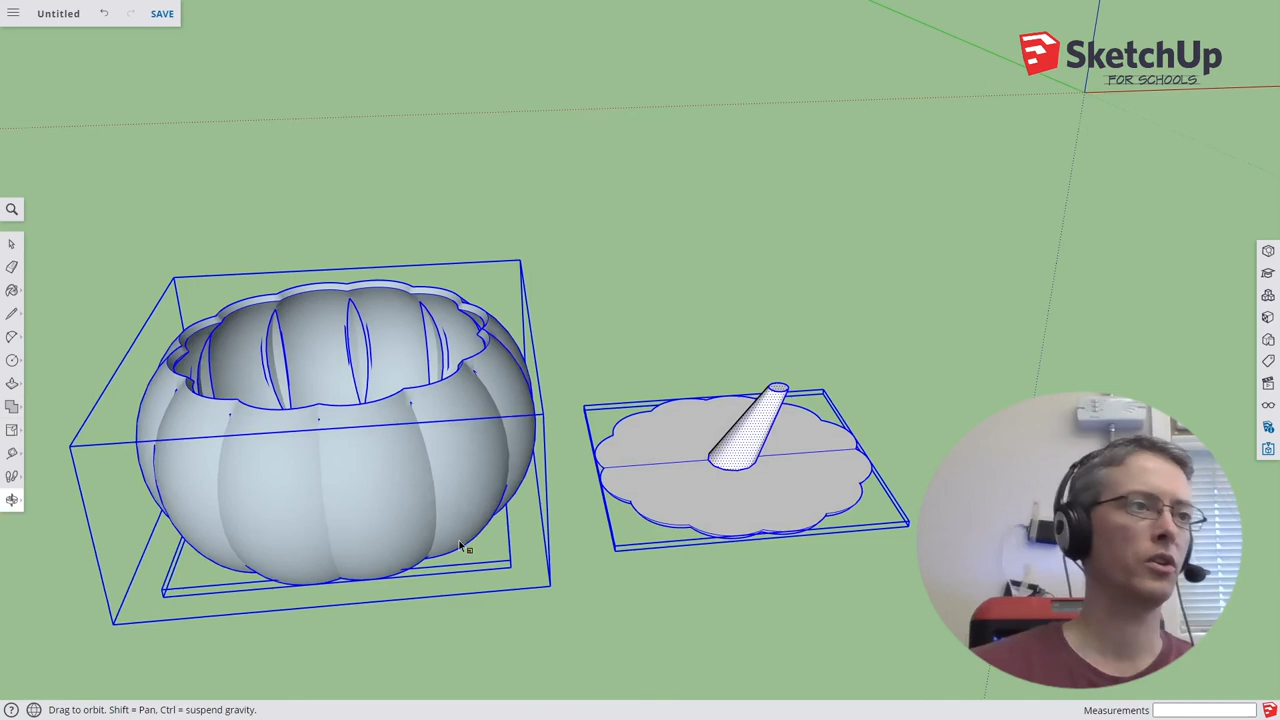 Untitled
SAVE
SketchUp
FOR SCHOOLS
Drag to orbit. Shift = Pan, Ctrl = suspend gravity.
Measurements